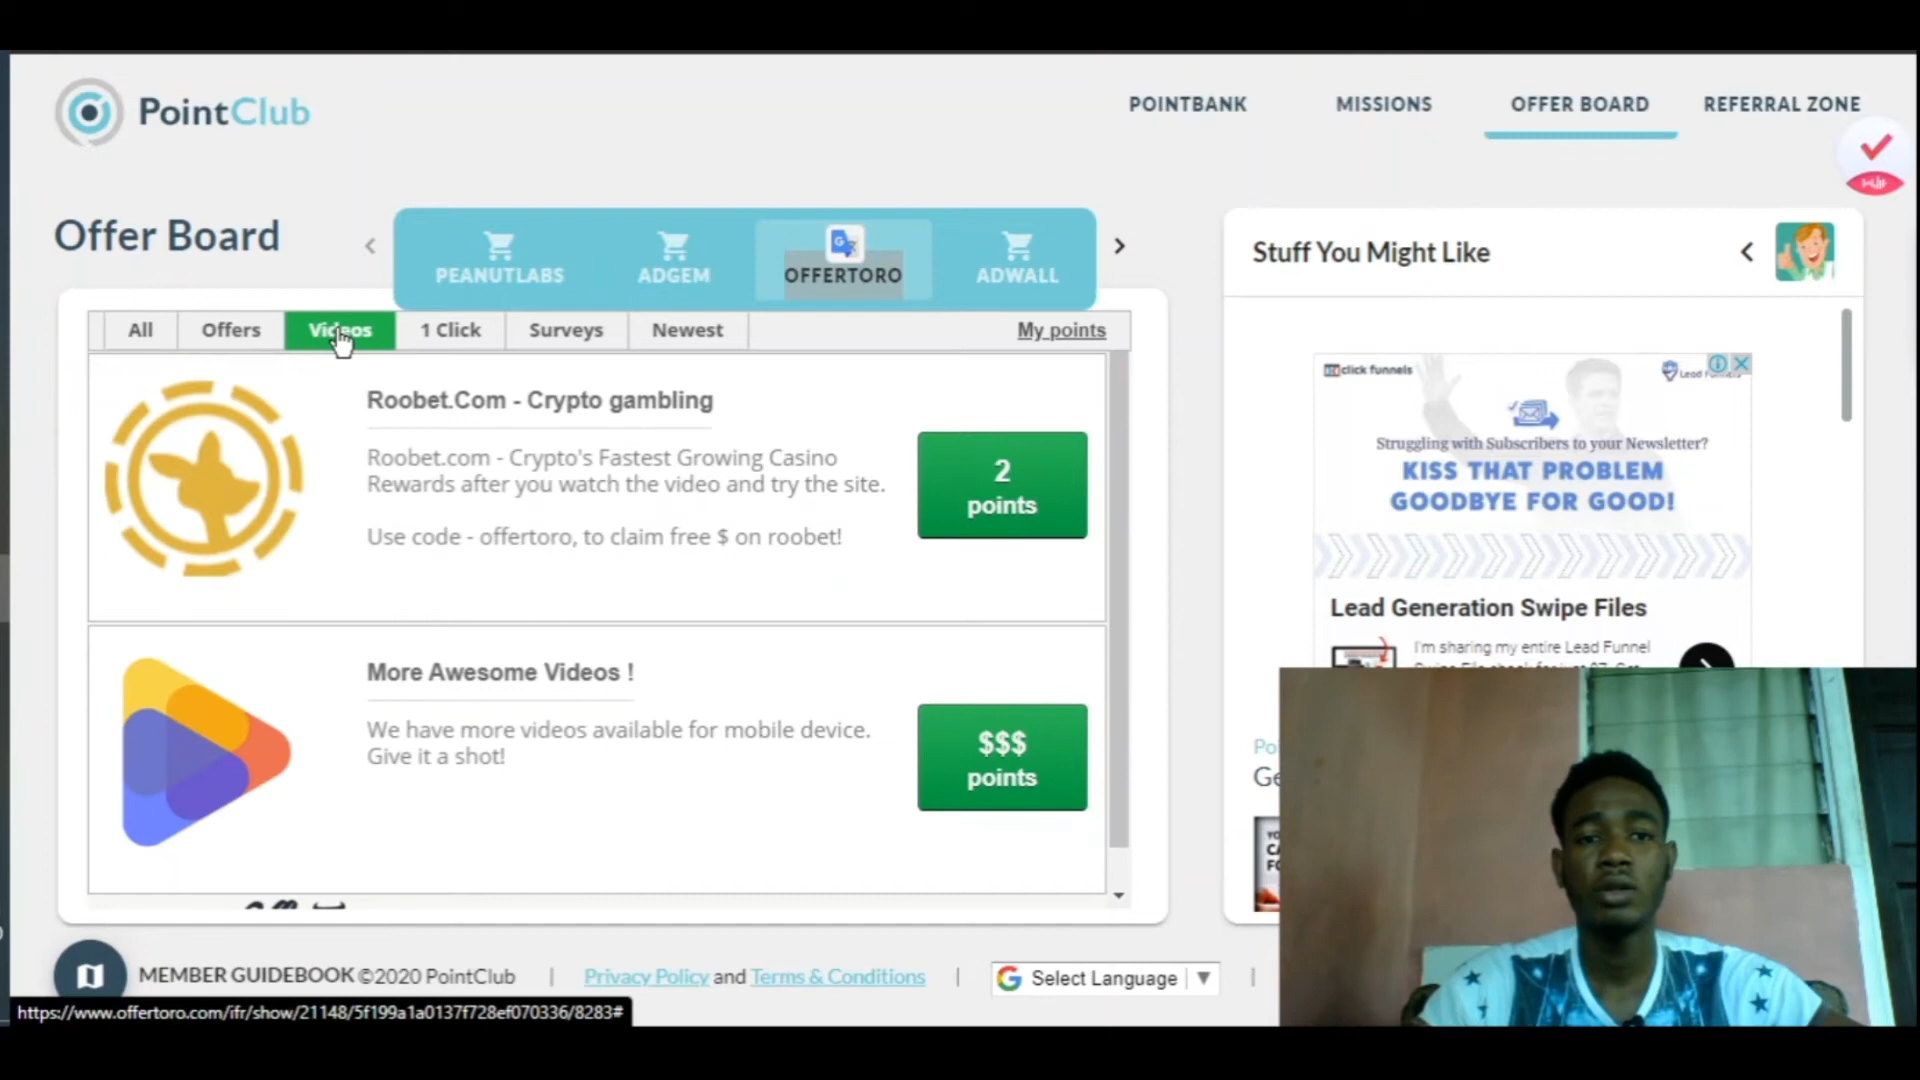 PointClub
POINTBANK
MISSIONS
OFFER BOARD
REFERRAL ZONE
Offer Board
PEANUTLABS
ADGEM
OFFERTORO
ADWALL
Stuff You Might Like
All
Offers
Videos
1 Click
Surveys
Newest
My points
Roobet.Com - Crypto gambling
Roobet.com - Crypto's Fastest Growing Casino
Rewards after you watch the video and try the site.
Use code - offertoro, to claim free $ on roobet!
2
points
More Awesome Videos !
We have more videos available for mobile device.
Give it a shot!
$$$
points
click funnels
Struggling with Subscribers to your Newsletter?
KISS THAT PROBLEM
GOODBYE FOR GOOD!
Lead Generation Swipe Files
I'm sharing my entire Lead Funnel
MEMBER GUIDEBOOK ©2020 PointClub | Privacy Policy and Terms & Conditions | Select Language ▼ |
https://www.offertoro.com/ifr/show/21148/5f199a1a0137f728ef070336/8283#